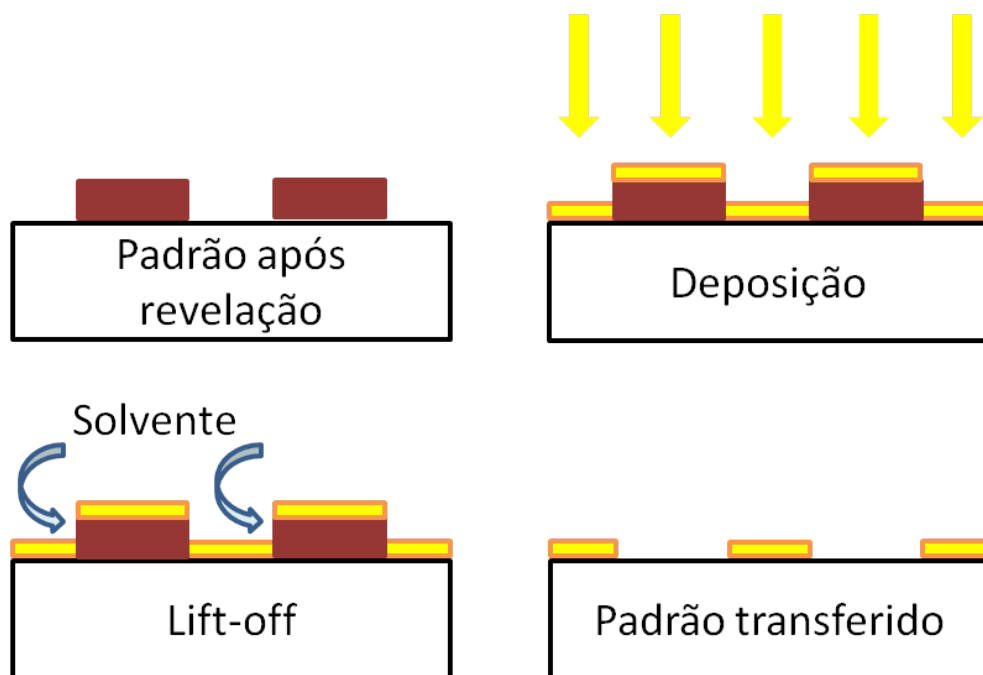 Padrão após
revelação
Deposição
Solvente
Lift-off
Padrão transferido